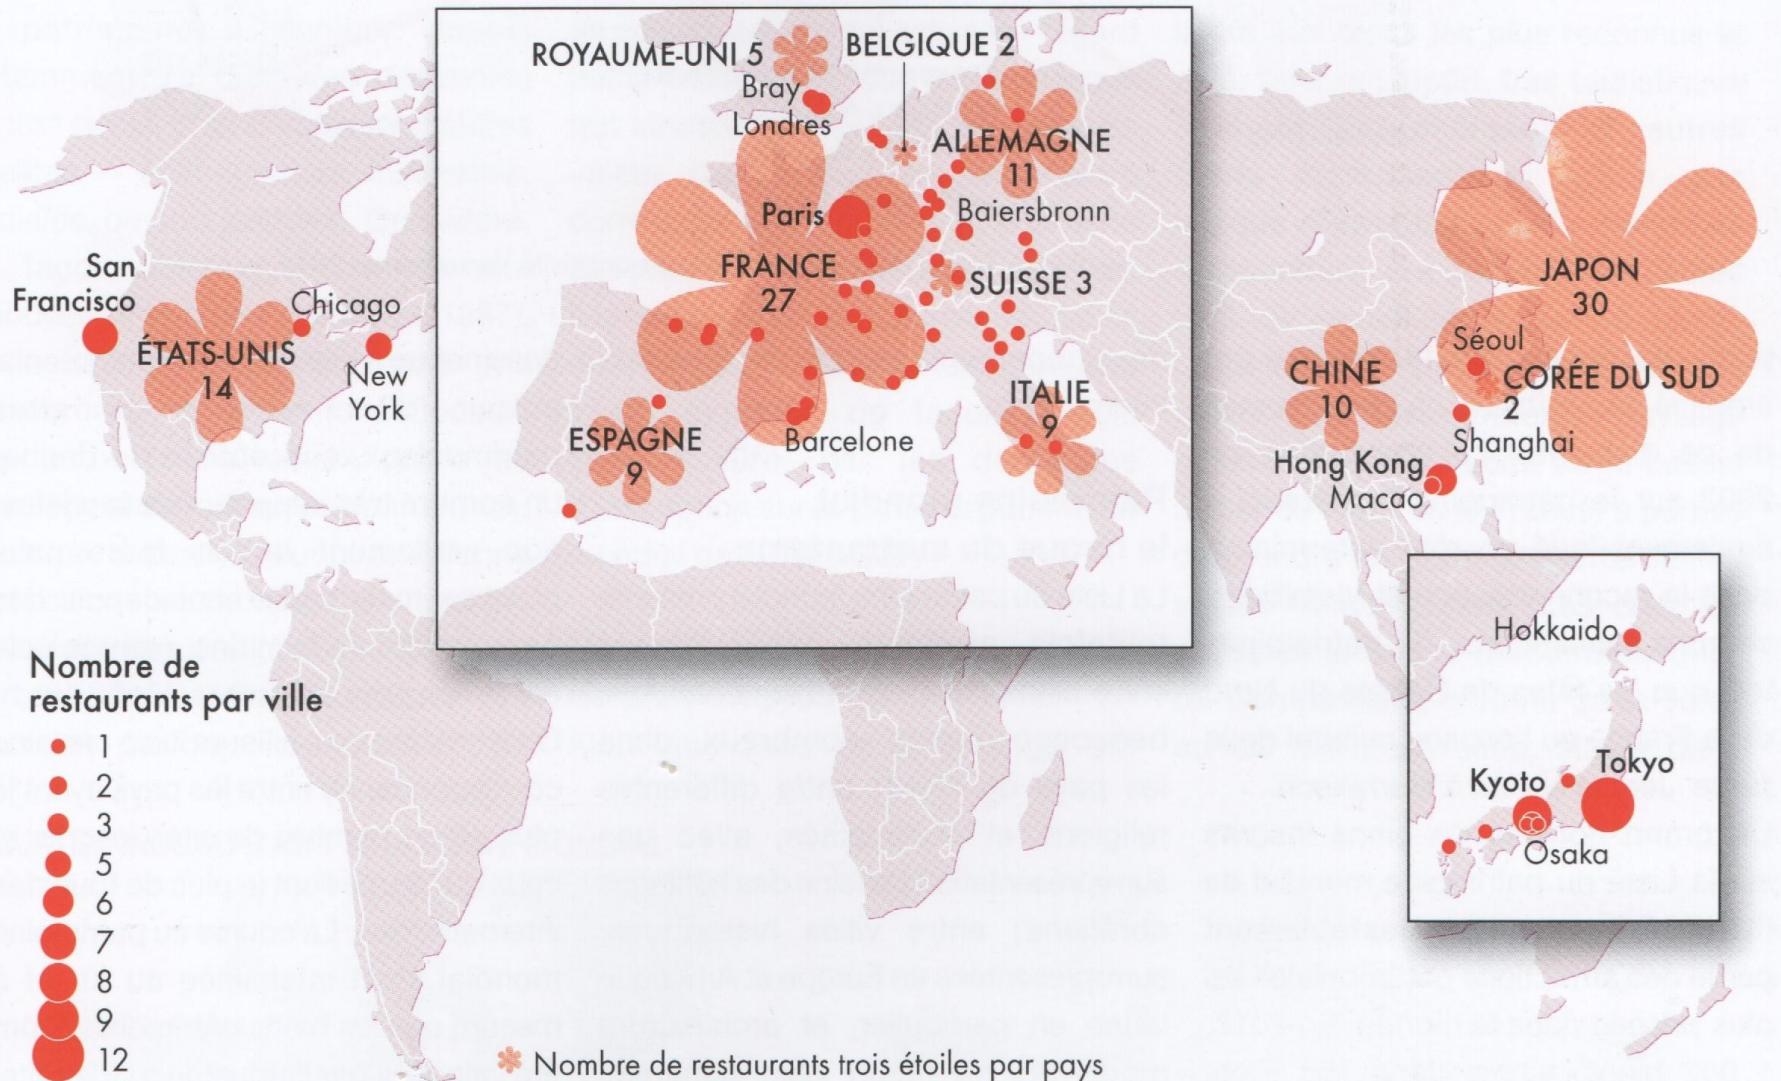 ROYAUME-UNI 5
BELGIQUE 2
Bray
Londres
ALLEMAGNE
11
Paris
Baiersbronn
FRANCE
27
SUISSE 3
ITALIE
9
ESPAGNE
9
Barcelone
San
Francisco
Chicago
ÉTATS-UNIS
14
New
York
JAPON
30
Séoul
CORÉE DU SUD
2
CHINE
10
Shanghai
Hong Kong
Macao
Hokkaido
Tokyo
Kyoto
Osaka
Nombre de
restaurants par ville
1
2
3
5
6
7
8
9
12
Nombre de restaurants trois étoiles par pays